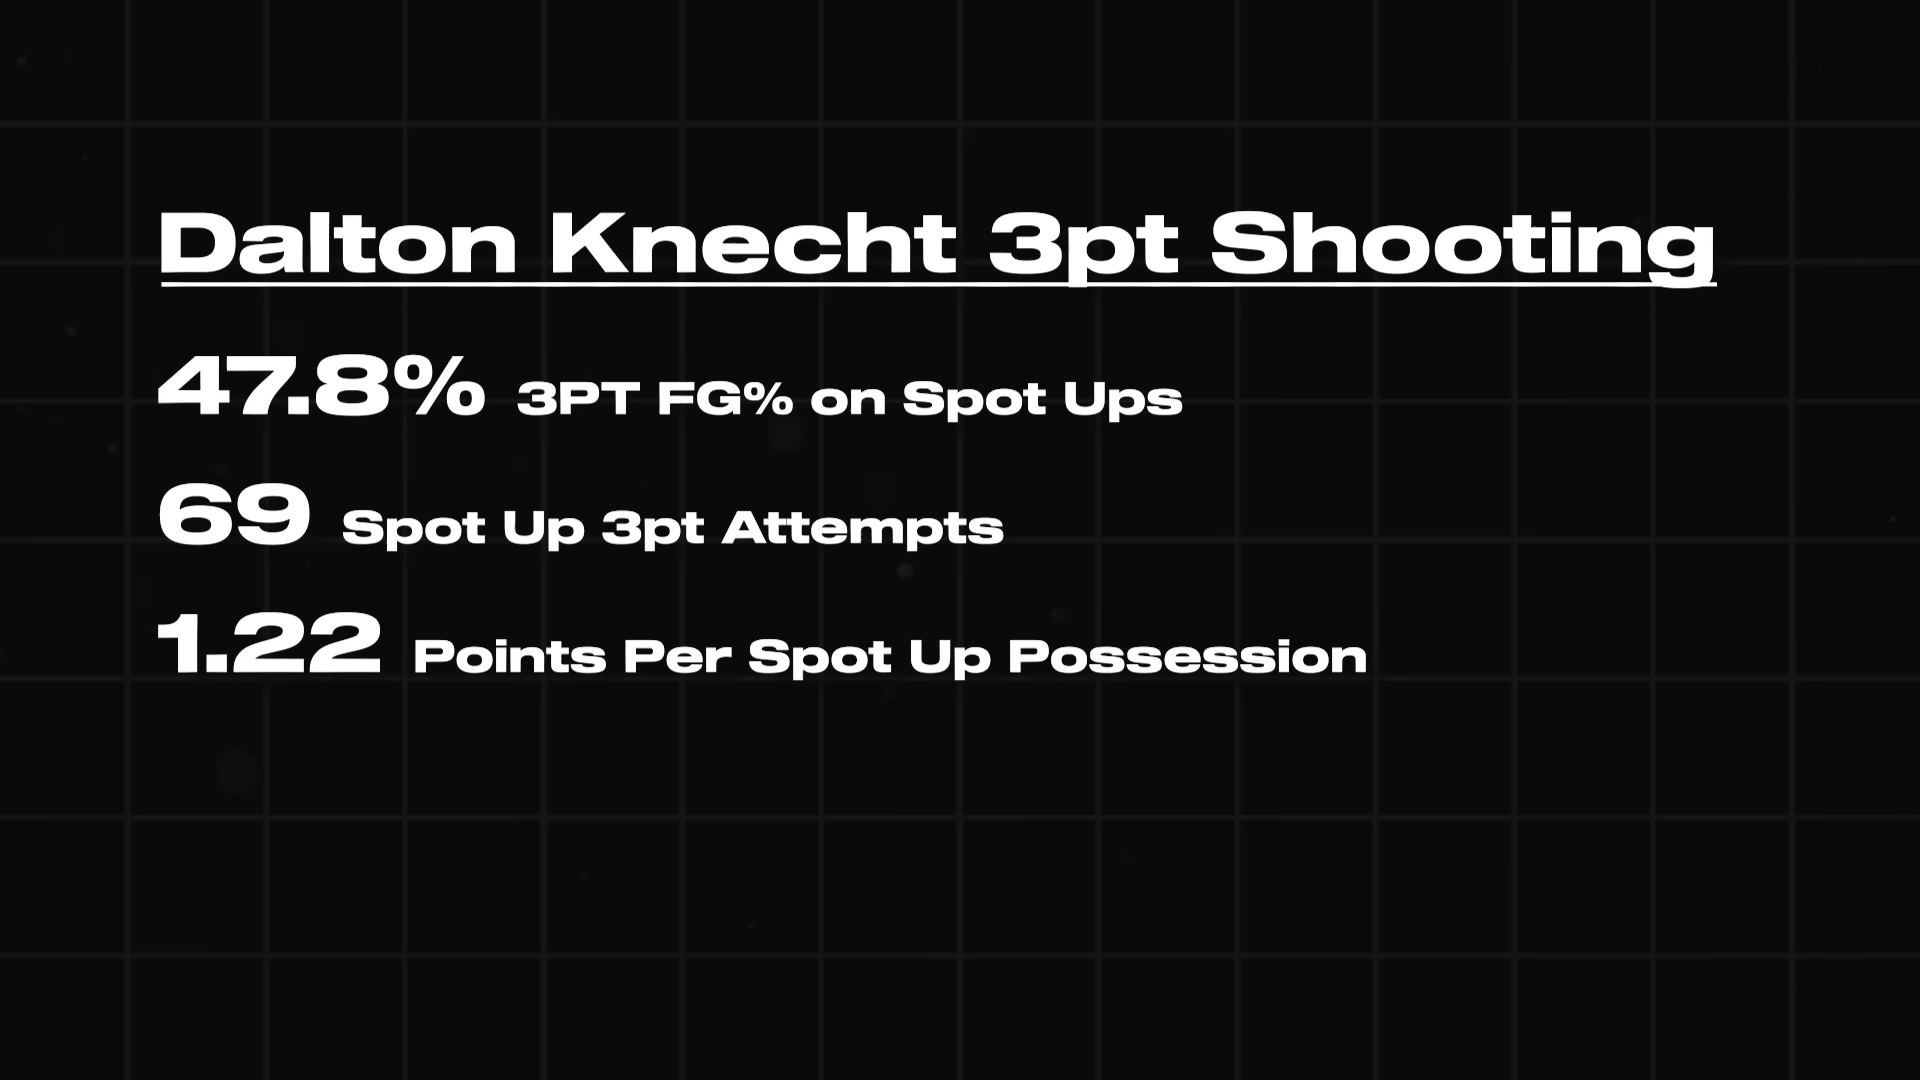 Dalton Knecht 3pt Shooting
47.8% 3PT FG% on Spot Ups
69 Spot Up 3pt Attempts
1.22 Points Per Spot Up Possession